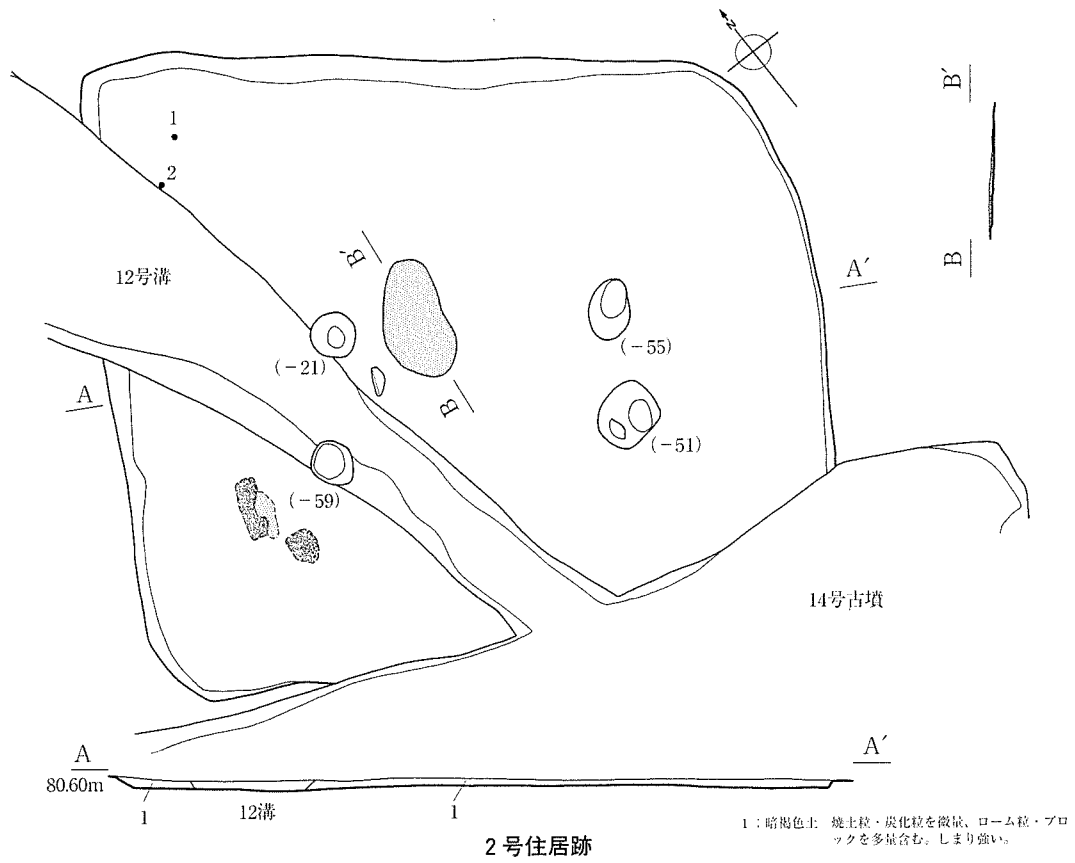 N
B´
B
1
2
12号溝
B´
A´
(-55)
(-21)
A
B
(-51)
(-59)
14号古墳
A
A´
80.60m
1
12溝
1
1：暗褐色土 焼土粒・炭化粒を微量、ローム粒・ブロ
ックを多量含む。しまり強い。
2号住居跡